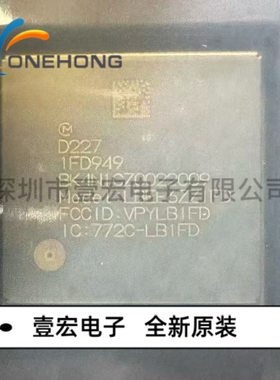 ONEHONG
D227
1FD949
深圳市壹宏电子有限公司
FCCID:VPYLB1FD
IC:772C-LB1FD
壹宏电子 全新原装